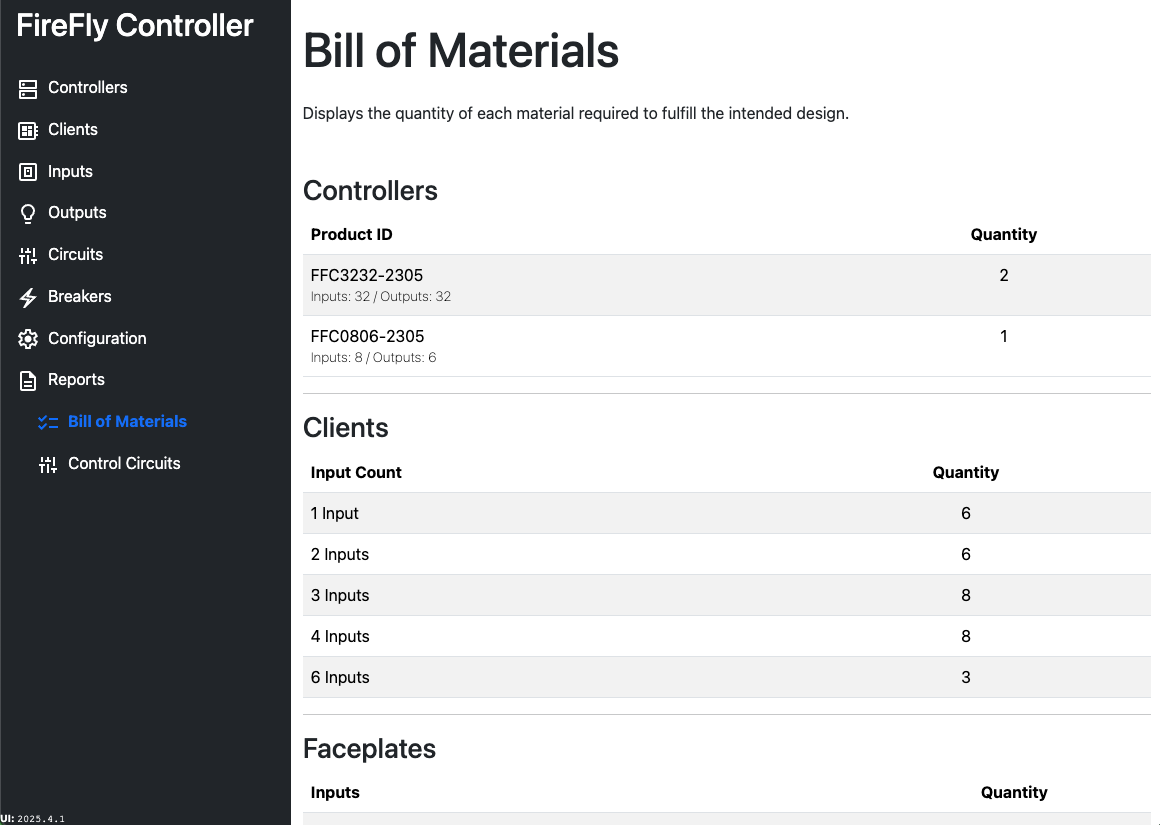 FireFly Controller
Controllers
Clients
Inputs
Outputs
Circuits
Breakers
Configuration
Reports
Bill of Materials
Control Circuits
UI: 2025.4.1
Bill of Materials
Displays the quantity of each material required to fulfill the intended design.
Controllers
Product ID Quantity
FFC3232-2305 2
Inputs: 32 / Outputs: 32
FFC0806-2305 1
Inputs: 8 / Outputs: 6
Clients
Input Count Quantity
1 Input 6
2 Inputs 6
3 Inputs 8
4 Inputs 8
6 Inputs 3
Faceplates
Inputs Quantity